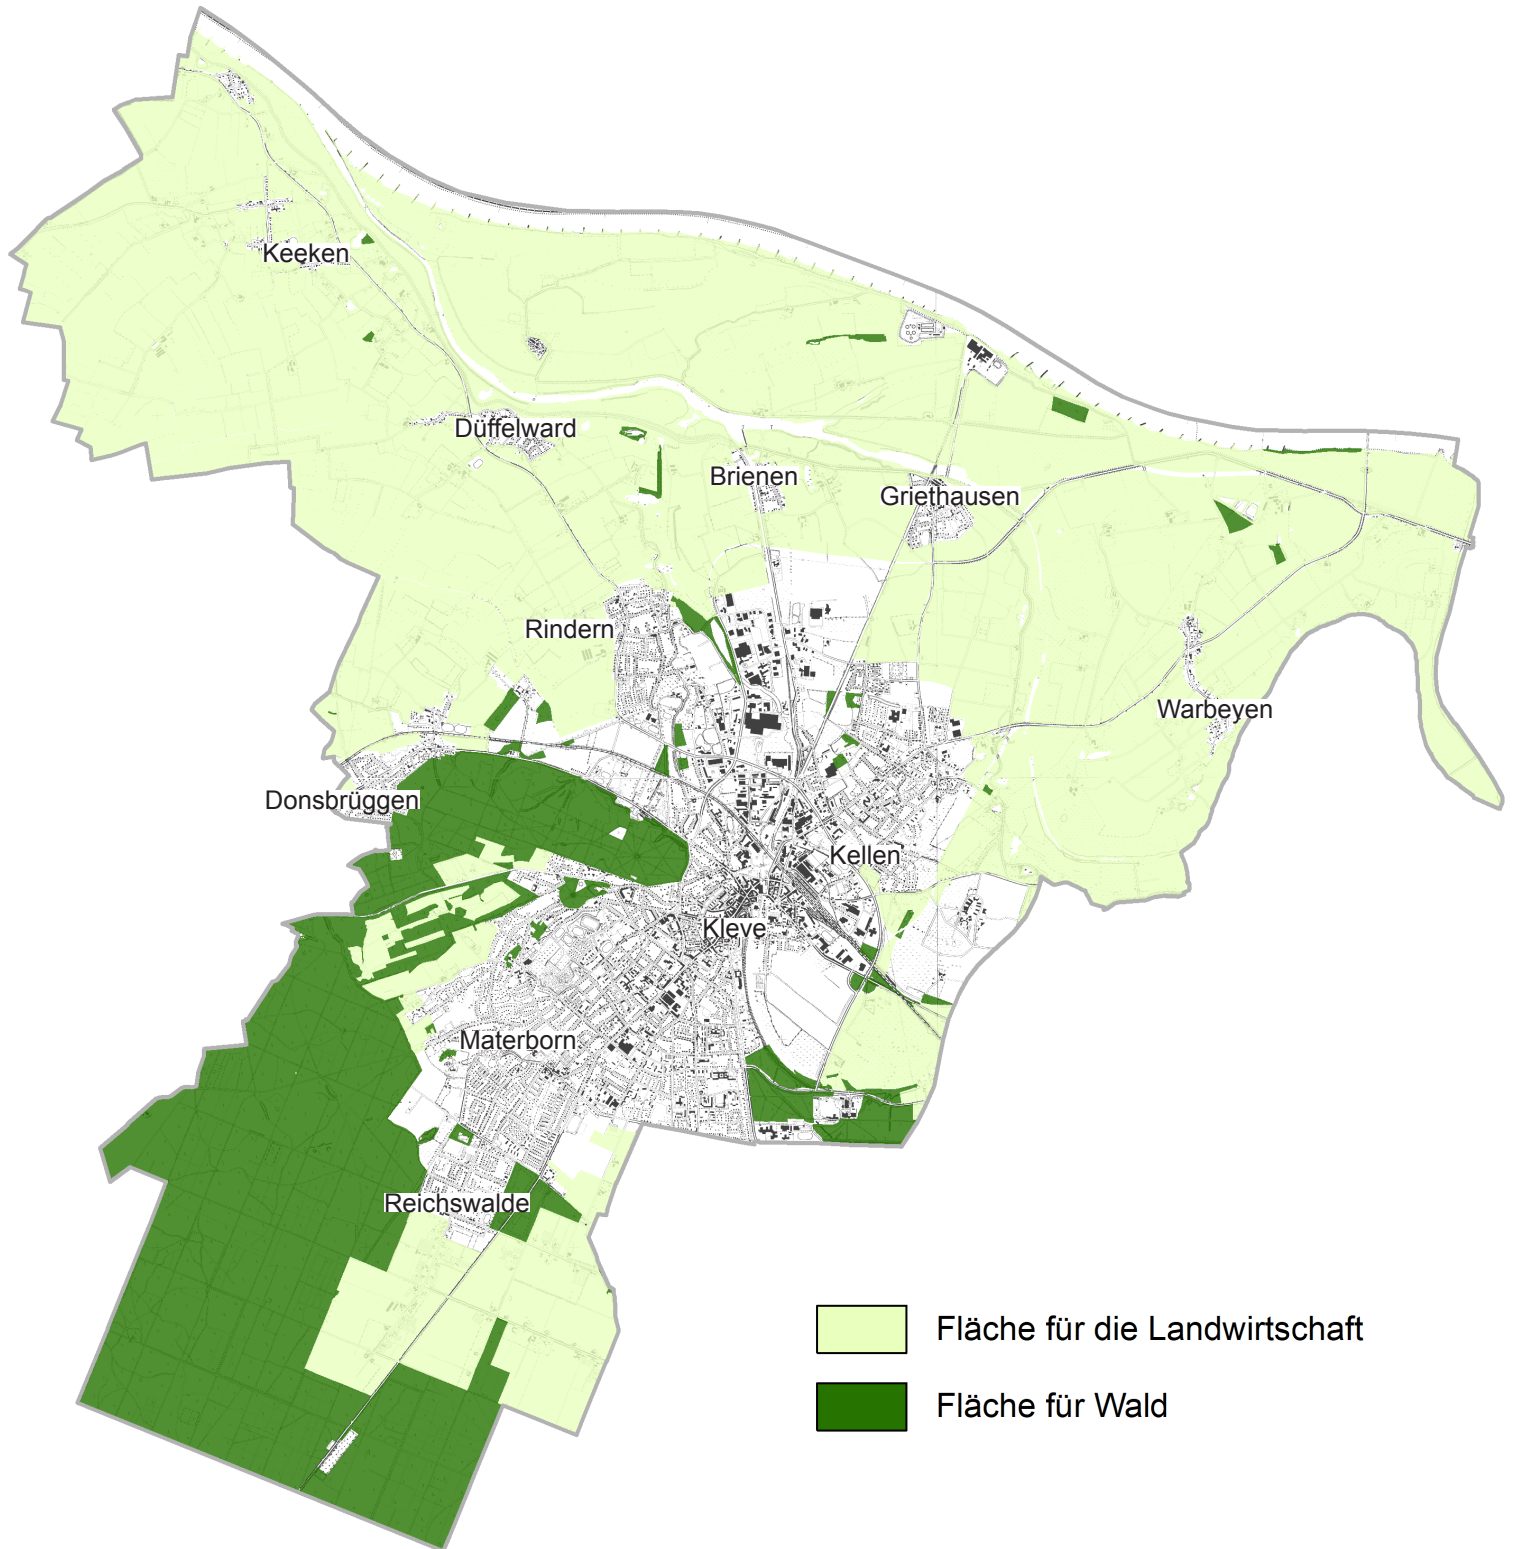 Keeken
Düffelward
Brienen
Griethausen
Rindern
Warbeyen
Donsbrüggen
Kellen
Kleve
Materborn
Reichswalde
Fläche für die Landwirtschaft
Fläche für Wald